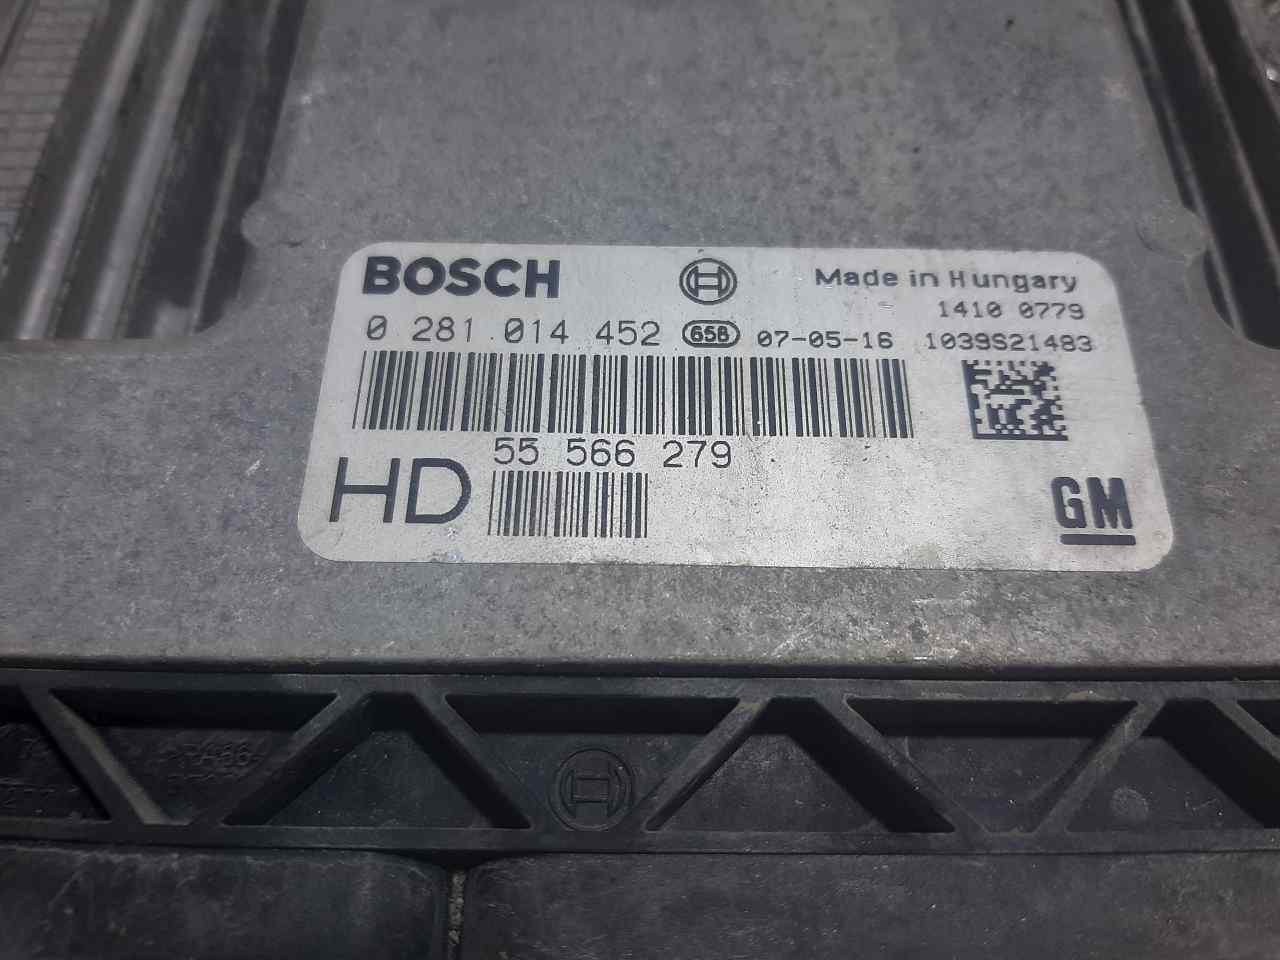 BOSCH
Made in Hungary
1410 0779
0 281 014 452 65B 07-05-16 1039S21483
55 566 279
HD
GM